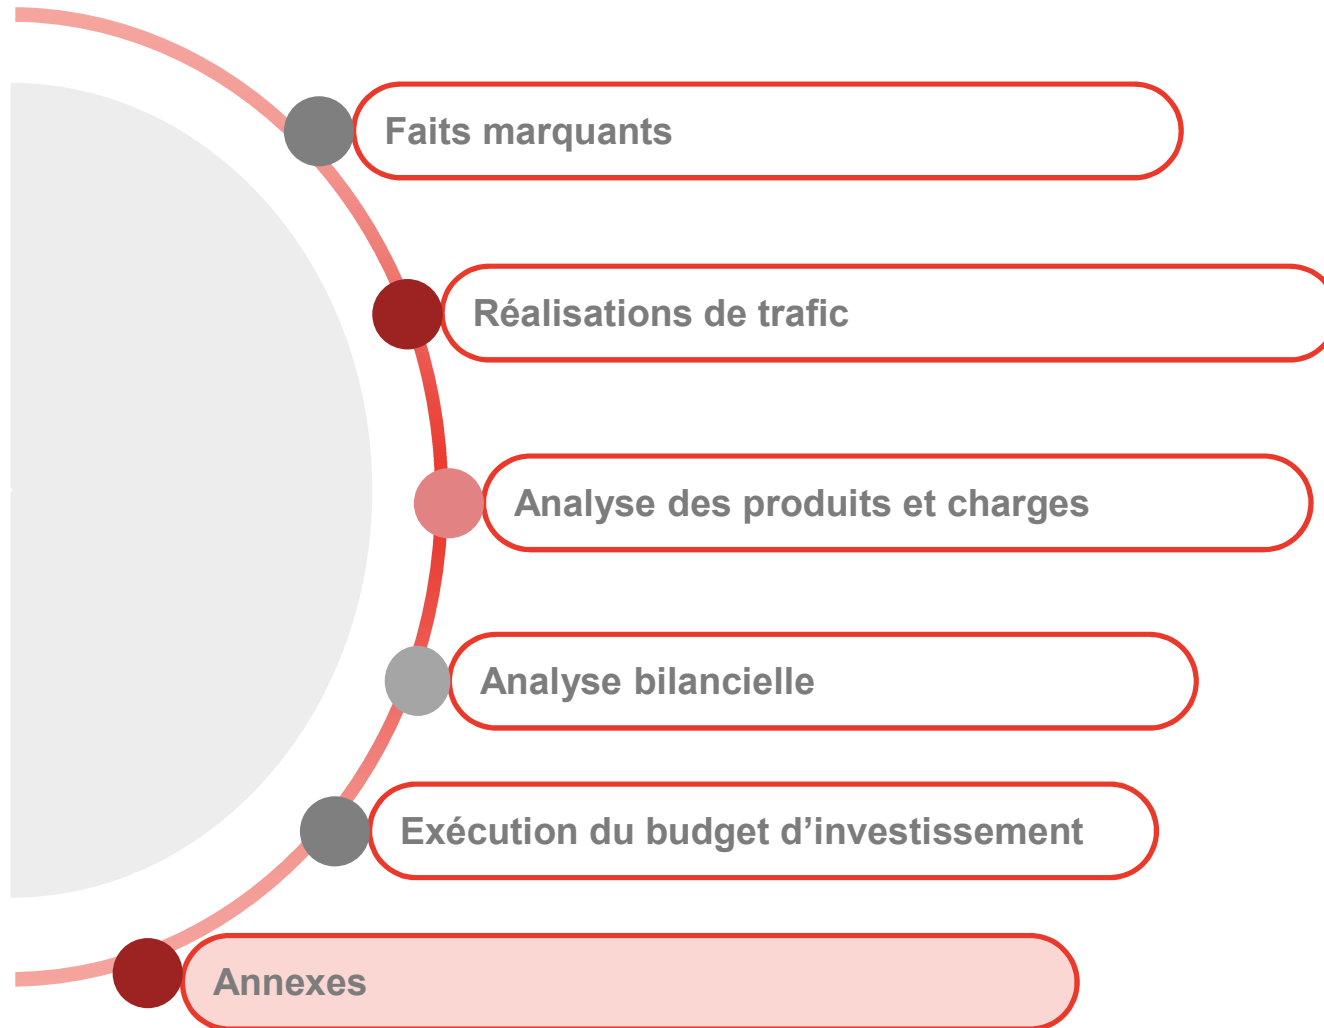 Faits marquants
Réalisations de trafic
Analyse des produits et charges
Analyse bilancielle
Exécution du budget d’investissement
Annexes